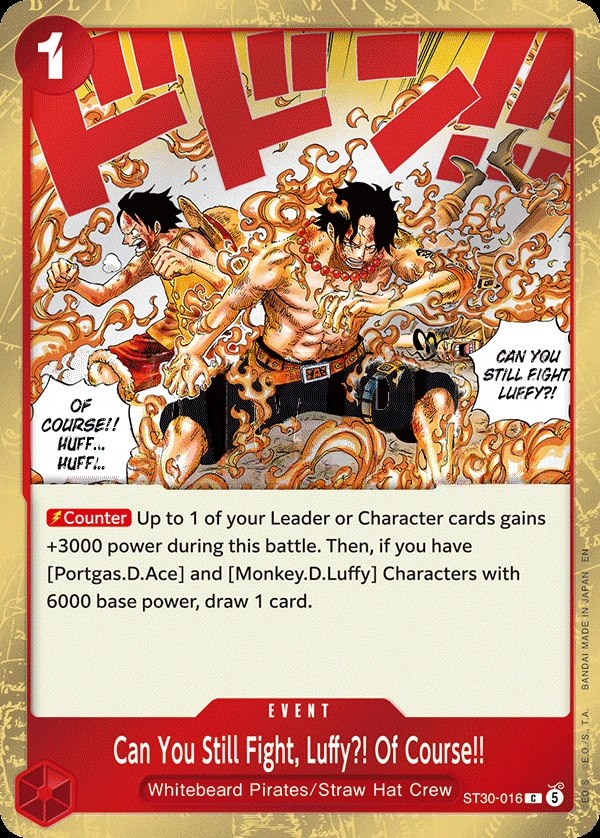 1
ドドン!!
OF
COURSE!!
HUFF...
HUFF...
CAN YOU
STILL FIGHT,
LUFFY?!
Counter Up to 1 of your Leader or Character cards gains
+3000 power during this battle. Then, if you have
[Portgas.D.Ace] and [Monkey.D.Luffy] Characters with
6000 base power, draw 1 card.
EVENT
Can You Still Fight, Luffy?! Of Course!!
Whitebeard Pirates/Straw Hat Crew
ST30-016 C 5
©E.O./S., T.A. BANDAI MADE IN JAPAN EN